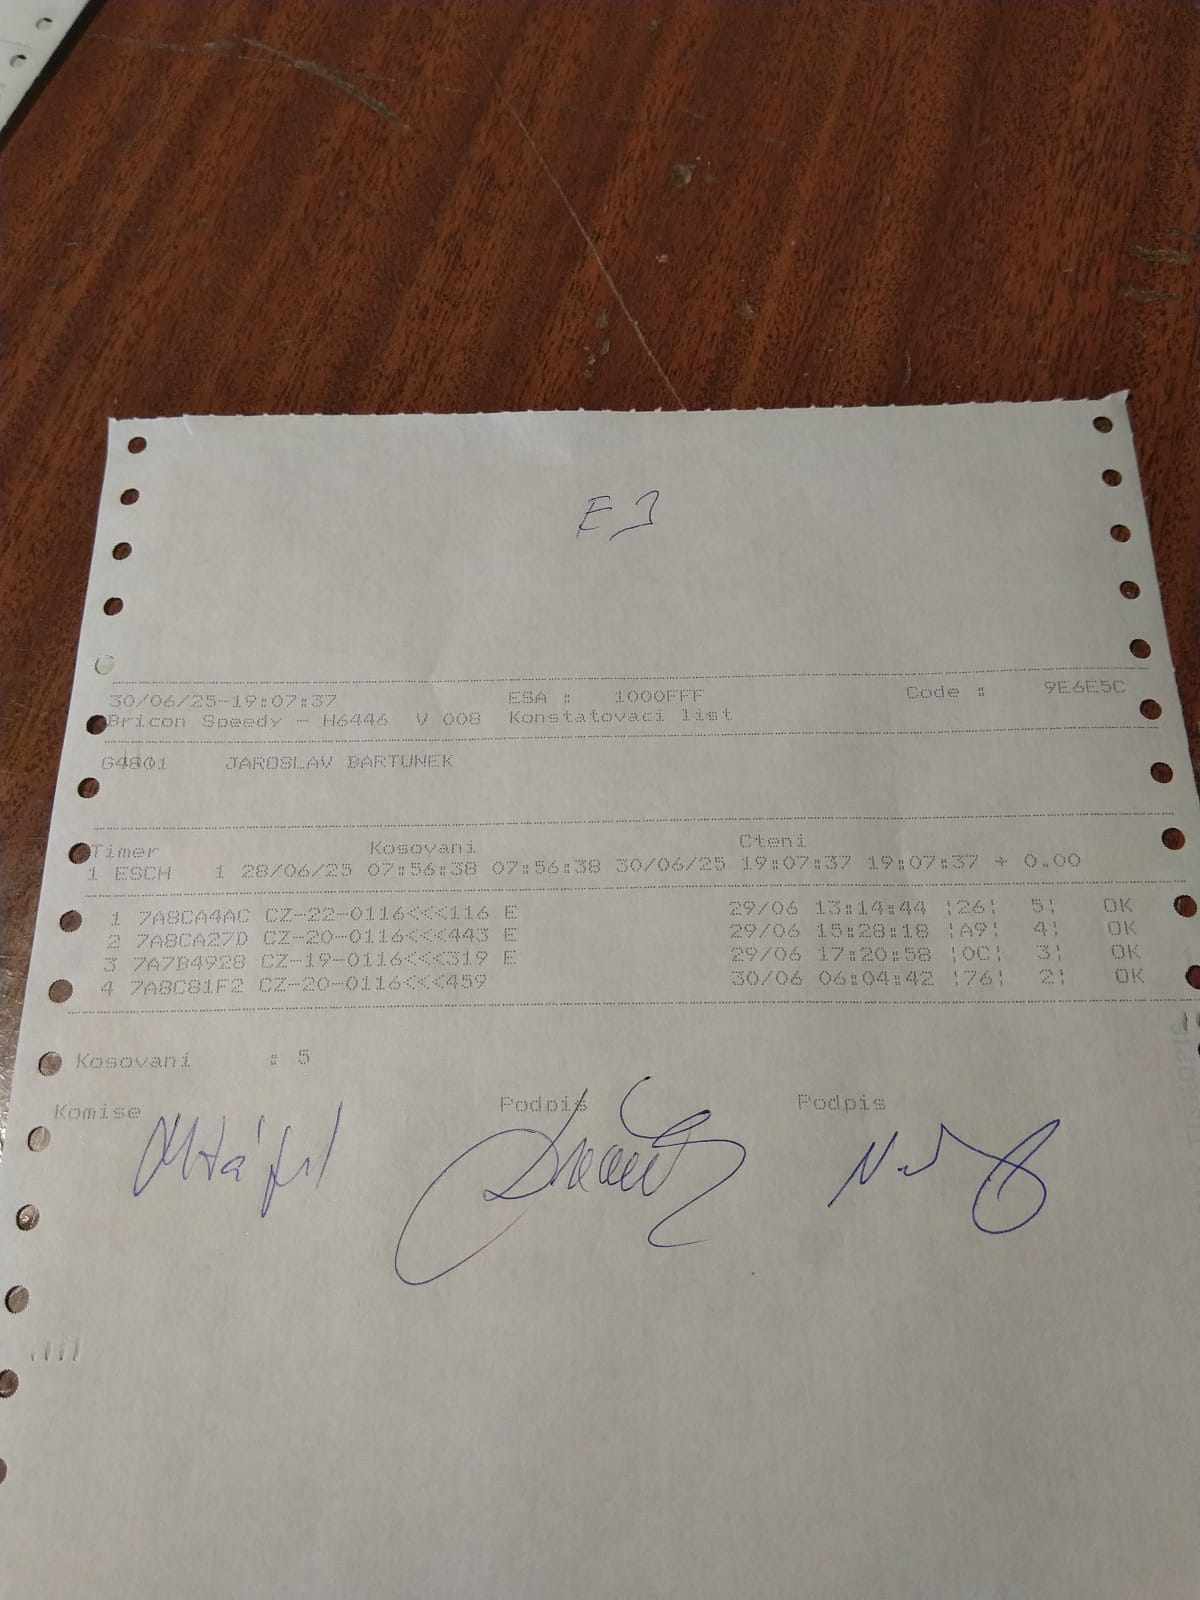 E
30/06/25-19:07:37 ESA : 1000FFF Code : 9E6E5C
Bricon Speedy - H6446 V 008 Konstatovaci list
JAROSLAV BARTUNEK
Timer Kosovani Cteni
1 ESCH 1 28/06/25 07:56:38 07:56:38 30/06/25 19:07:37 19:07:37 + 0.00
1 7A8CA4AC CZ-22-0116<<<116 E 29/06 13:14:44 ¦26¦ 5¦ OK
2 7A8CA27D CZ-20-0116<<<443 E 29/06 15:28:18 ¦A9¦ 4¦ OK
3 7A7B4928 CZ-19-0116<<<319 E 29/06 17:20:58 ¦0C¦ 3¦ OK
4 7A8C81F2 CZ-20-0116<<<459 30/06 06:04:42 ¦76¦ 2¦ OK
Kosovani : 5
Komise Podpis Podpis